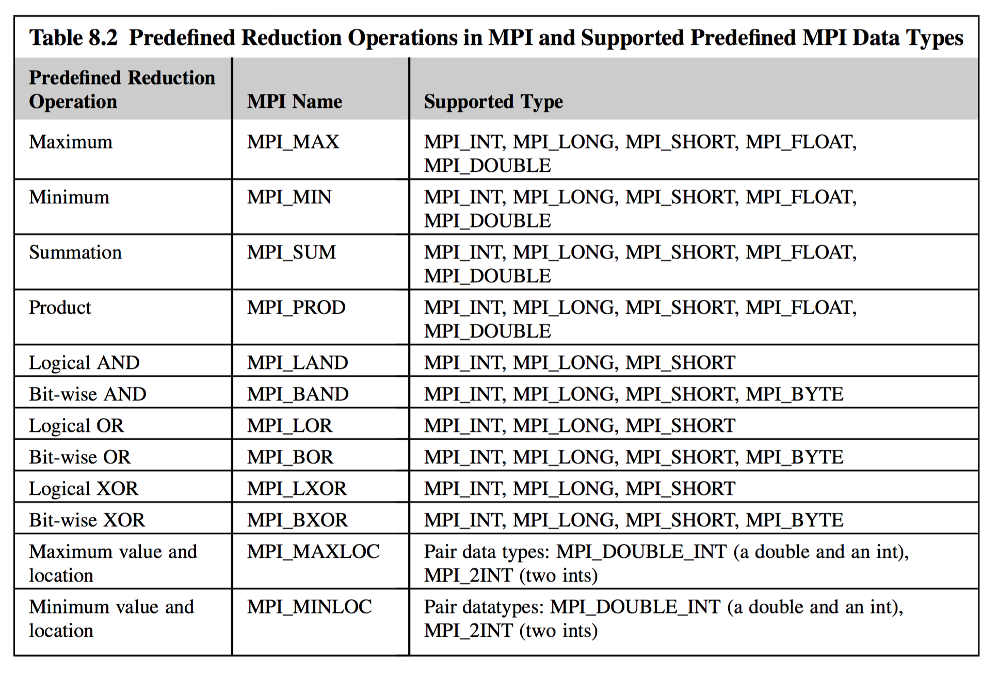 Table 8.2 Predefined Reduction Operations in MPI and Supported Predefined MPI Data Types
Predefined Reduction
Operation MPI Name Supported Type
Maximum MPI_MAX MPI_INT, MPI_LONG, MPI_SHORT, MPI_FLOAT,
MPI_DOUBLE
Minimum MPI_MIN MPI_INT, MPI_LONG, MPI_SHORT, MPI_FLOAT,
MPI_DOUBLE
Summation MPI_SUM MPI_INT, MPI_LONG, MPI_SHORT, MPI_FLOAT,
MPI_DOUBLE
Product MPI_PROD MPI_INT, MPI_LONG, MPI_SHORT, MPI_FLOAT,
MPI_DOUBLE
Logical AND MPI_LAND MPI_INT, MPI_LONG, MPI_SHORT
Bit-wise AND MPI_BAND MPI_INT, MPI_LONG, MPI_SHORT, MPI_BYTE
Logical OR MPI_LOR MPI_INT, MPI_LONG, MPI_SHORT
Bit-wise OR MPI_BOR MPI_INT, MPI_LONG, MPI_SHORT, MPI_BYTE
Logical XOR MPI_LXOR MPI_INT, MPI_LONG, MPI_SHORT
Bit-wise XOR MPI_BXOR MPI_INT, MPI_LONG, MPI_SHORT, MPI_BYTE
Maximum value and MPI_MAXLOC Pair data types: MPI_DOUBLE_INT (a double and an int),
location MPI_2INT (two ints)
Minimum value and MPI_MINLOC Pair datatypes: MPI_DOUBLE_INT (a double and an int),
location MPI_2INT (two ints)